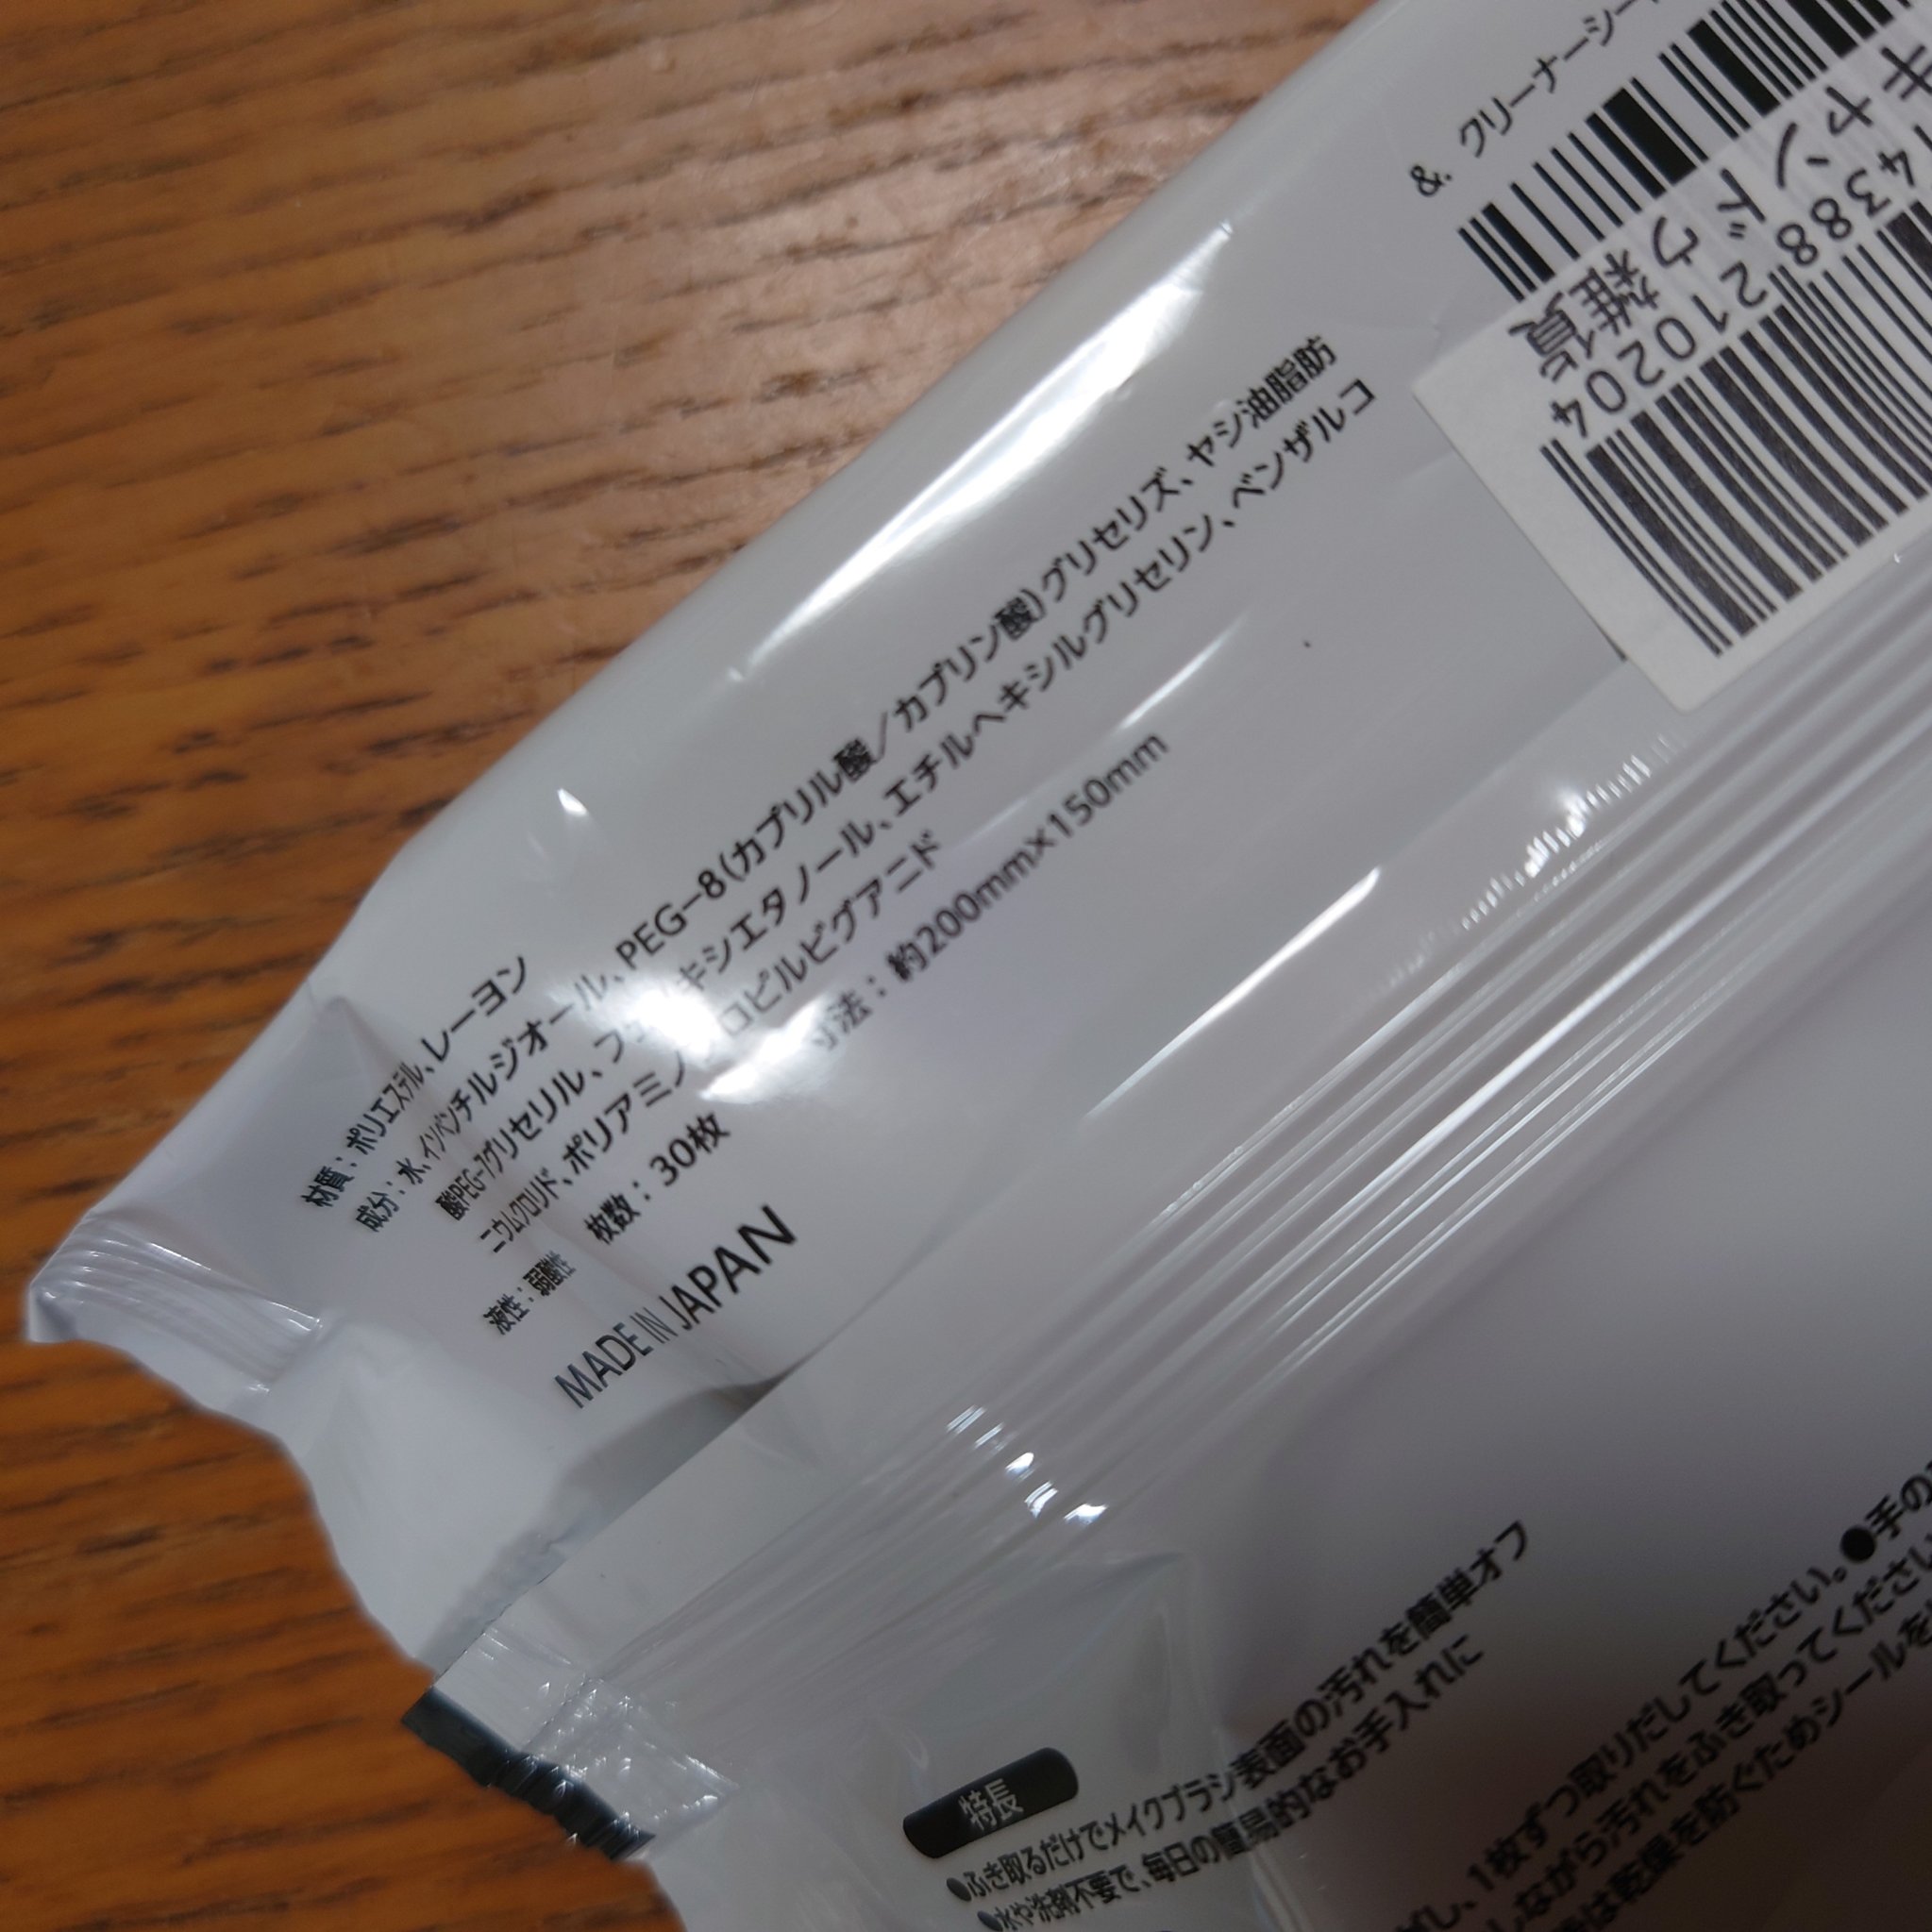 &. クリーナーシー
キャンドウ雑貨
4388210204
材質：ポリエステル、レーヨン
成分：水、イソペンチルジオール、PEG-8(カプリル酸／カプリン酸)グリセリズ、ヤシ油脂肪
酸PEG-7グリセリル、フェノキシエタノール、エチルヘキシルグリセリン、ベンザルコ
ニウムクロリド、ポリアミノプロピルビグアニド
液性：弱酸性 枚数：30枚 寸法：約200mm×150mm
MADE IN JAPAN
特長
●ふき取るだけでメイクブラシ表面の汚れを簡単オフ
●水や洗剤不要で、毎日の簡易的なお手入れに
し、1枚ずつ取りだしてください。●手の
しながら汚れをふき取ってください
は乾燥を防ぐためシールを